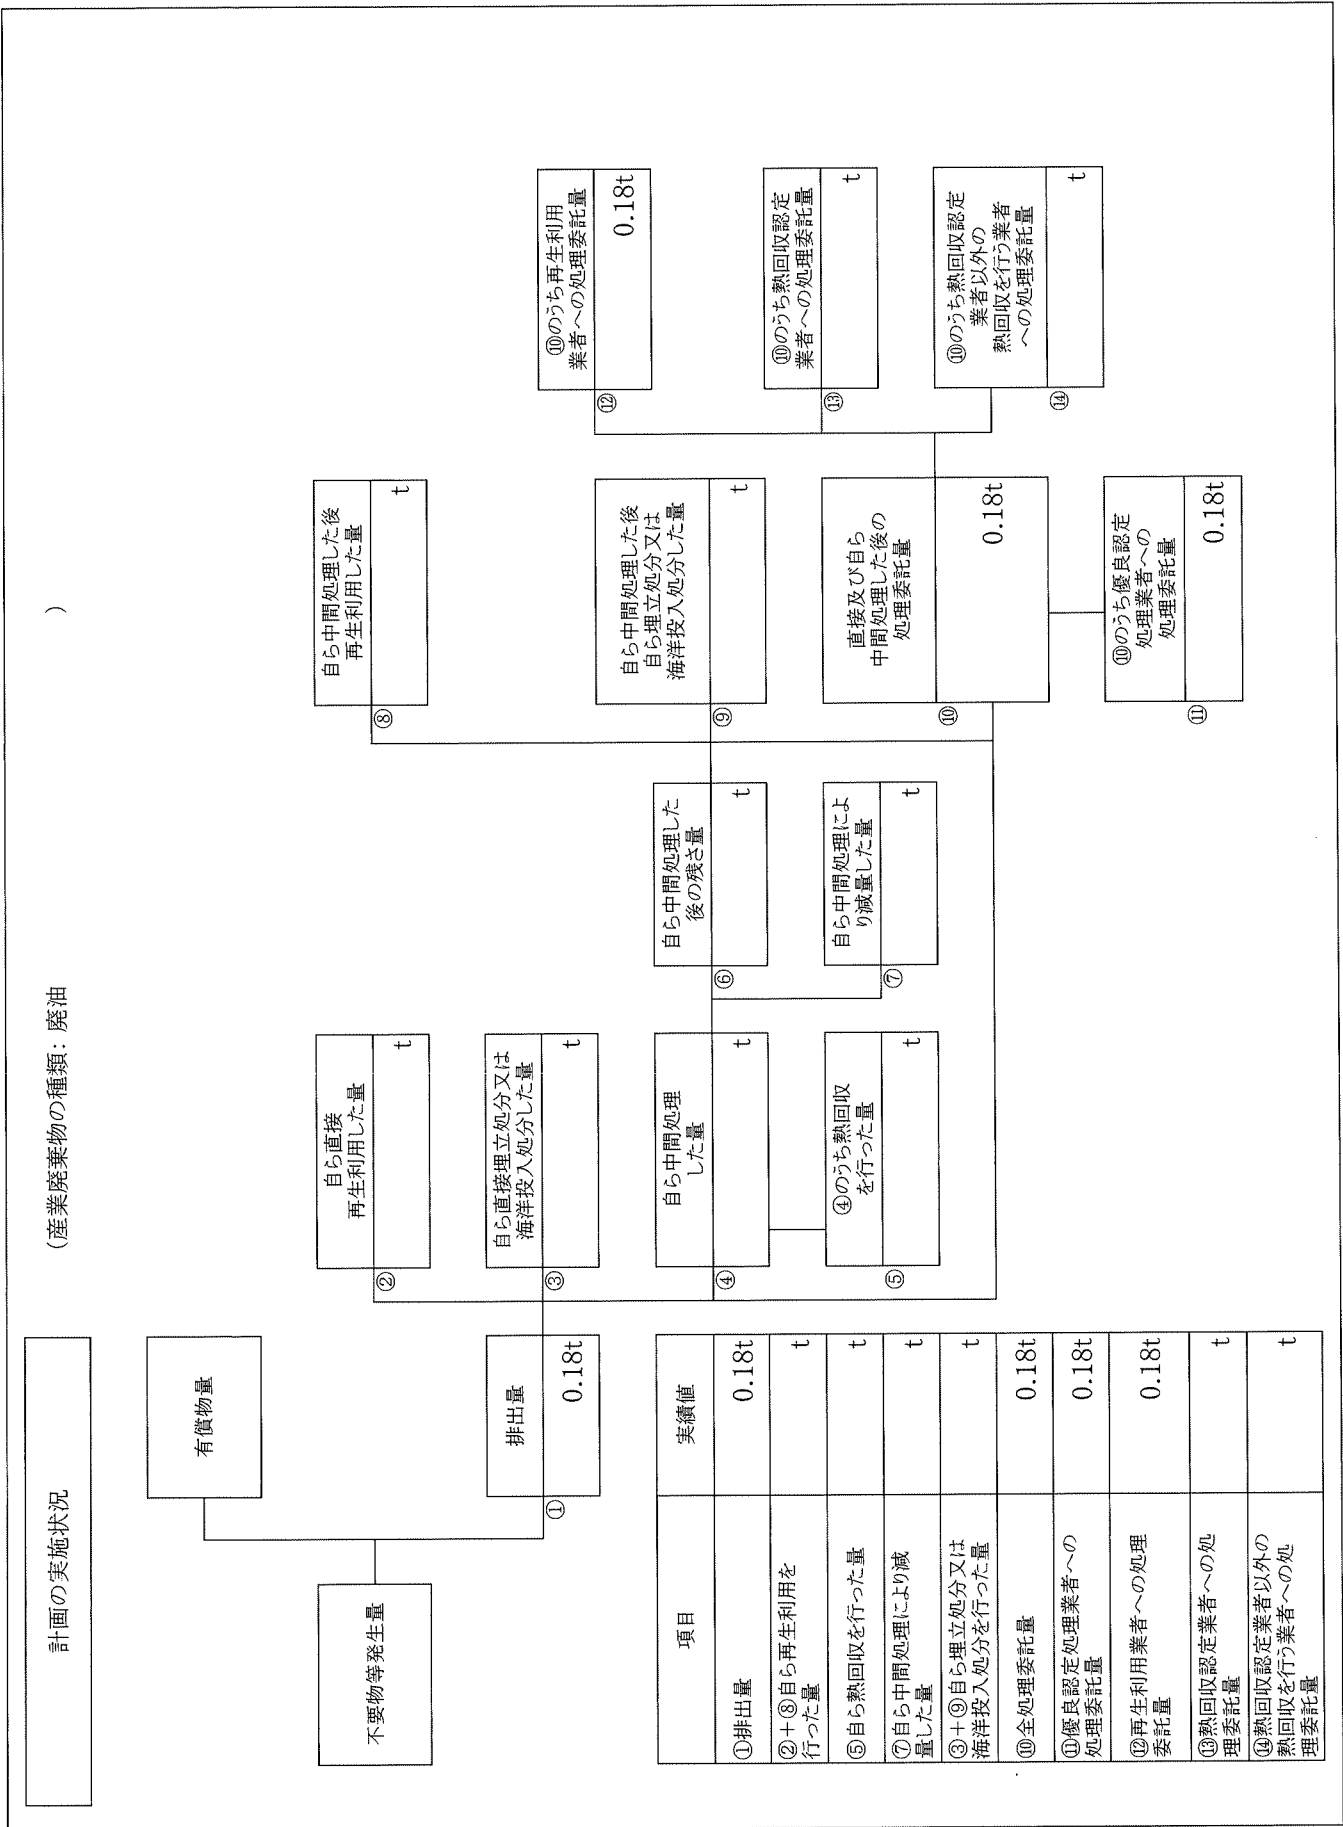 計画の実施状況
(産業廃棄物の種類: 廃油
)
不要物等発生量
有償物量
排出量
①
0.18t
自ら直接
再生利用した量
②
t
自ら直接埋立処分又は
海洋投入処分した量
③
t
自ら中間処理
した量
④
t
④のうち熱回収
を行った量
⑤
t
自ら中間処理した
後の残さ量
⑥
t
自ら中間処理によ
り減量した量
⑦
t
自ら中間処理した後
再生利用した量
⑧
t
自ら中間処理した後
自ら埋立処分又は
海洋投入処分した量
⑨
t
直接及び自ら
中間処理した後の
処理委託量
⑩
0.18t
⑩のうち優良認定
処理業者への
処理委託量
⑪
0.18t
⑩のうち再生利用
業者への処理委託量
⑫
0.18t
⑩のうち熱回収認定
業者への処理委託量
⑬
t
⑩のうち熱回収認定
業者以外の
熱回収を行う業者
への処理委託量
⑭
t
項目 実績値
①排出量 0.18t
②+⑧自ら再生利用を
行った量 t
⑤自ら熱回収を行った量 t
⑦自ら中間処理により減
量した量 t
③+⑨自ら埋立処分又は
海洋投入処分を行った量 t
⑩全処理委託量 0.18t
⑪優良認定処理業者への
処理委託量 0.18t
⑫再生利用業者への処理
委託量 0.18t
⑬熱回収認定業者への処
理委託量 t
⑭熱回収認定業者以外の
熱回収を行う業者への処
理委託量 t